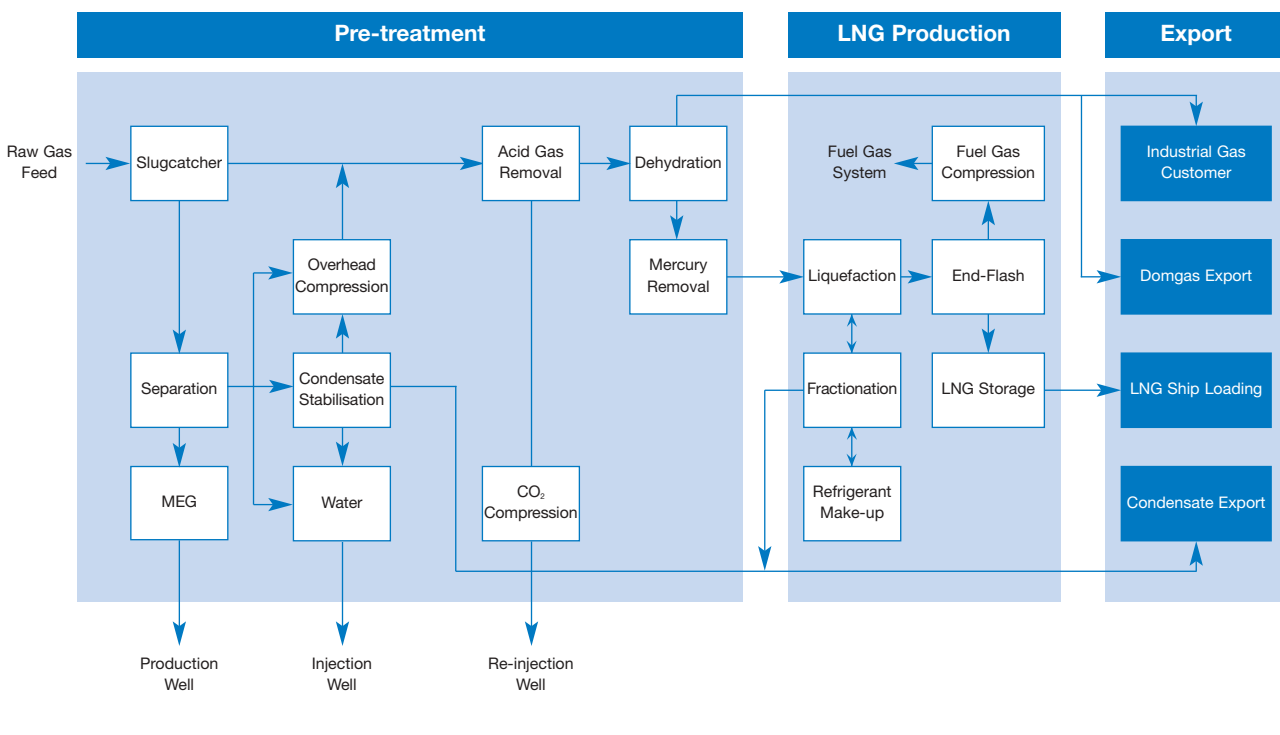 Pre-treatment
LNG Production
Export
Raw Gas
Feed
Slugcatcher
Acid Gas
Removal
Dehydration
Fuel Gas
System
Fuel Gas
Compression
Industrial Gas
Customer
Overhead
Compression
Mercury
Removal
Liquefaction
End-Flash
Domgas Export
Separation
Condensate
Stabilisation
Fractionation
LNG Storage
LNG Ship Loading
MEG
Water
CO₂
Compression
Refrigerant
Make-up
Condensate Export
Production
Well
Injection
Well
Re-injection
Well